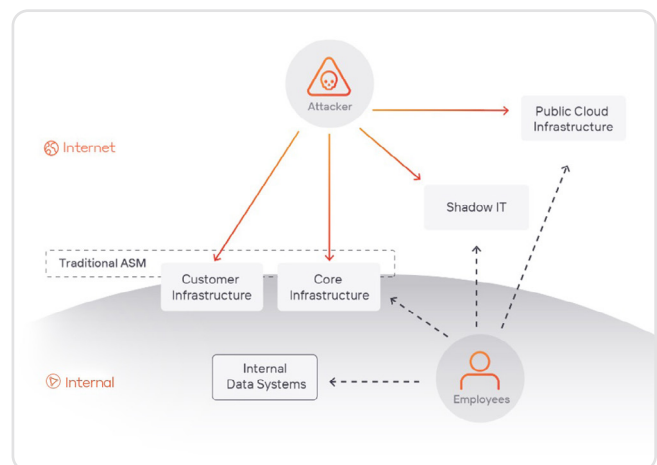 Attacker
Public Cloud
Infrastructure
Internet
Shadow IT
Traditional ASM
Customer
Infrastructure
Core
Infrastructure
Internal
Data Systems
Internal
Employees